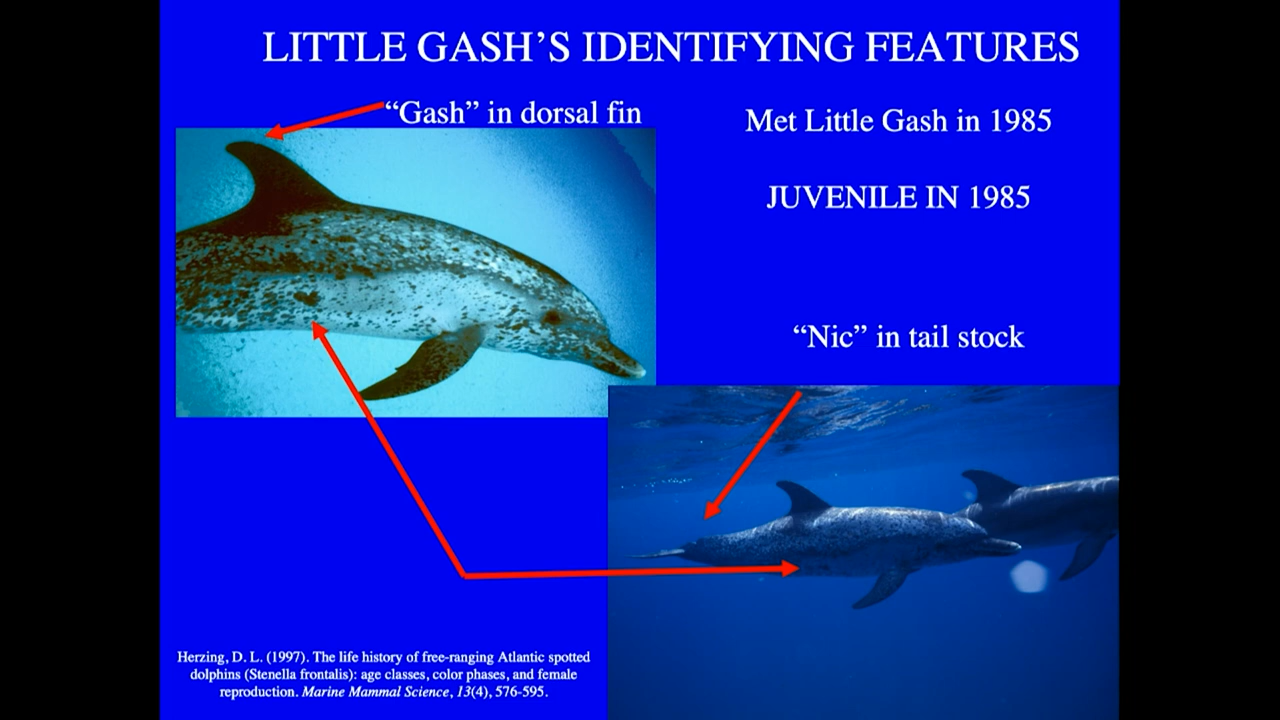 LITTLE GASH’S IDENTIFYING FEATURES
“Gash” in dorsal fin
Met Little Gash in 1985
JUVENILE IN 1985
“Nic” in tail stock
Herzing, D. L. (1997). The life history of free-ranging Atlantic spotted
dolphins (Stenella frontalis): age classes, color phases, and female
reproduction. Marine Mammal Science, 13(4), 576-595.